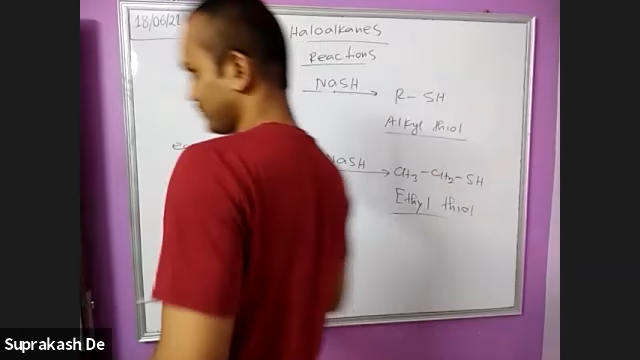 18/06/21
Haloalkanes
Reactions
NaSH
R - SH
Alkyl thiol
NaSH
CH3 - CH2 - SH
Ethyl thiol
Suprakash De